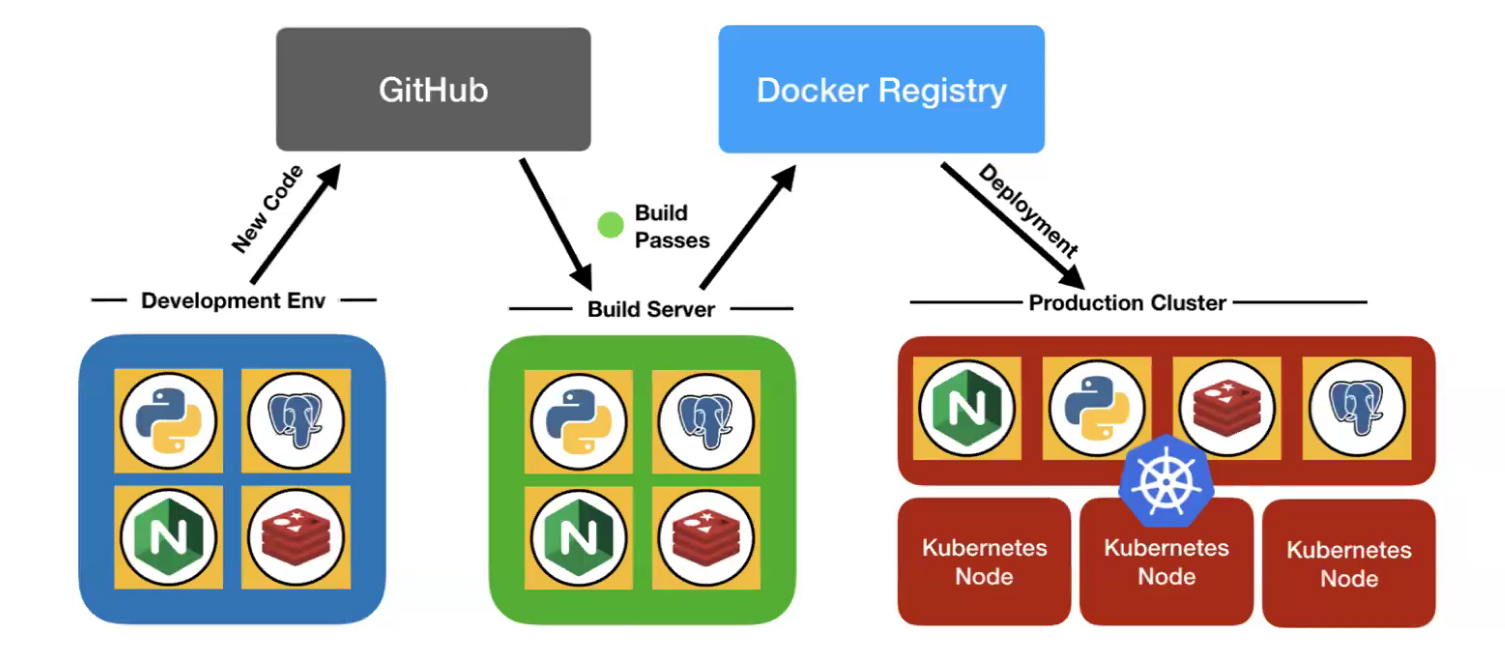 GitHub
Docker Registry
New Code
Build
Passes
Deployment
Development Env
Build Server
Production Cluster
N
N
N
Kubernetes
Node
Kubernetes
Node
Kubernetes
Node